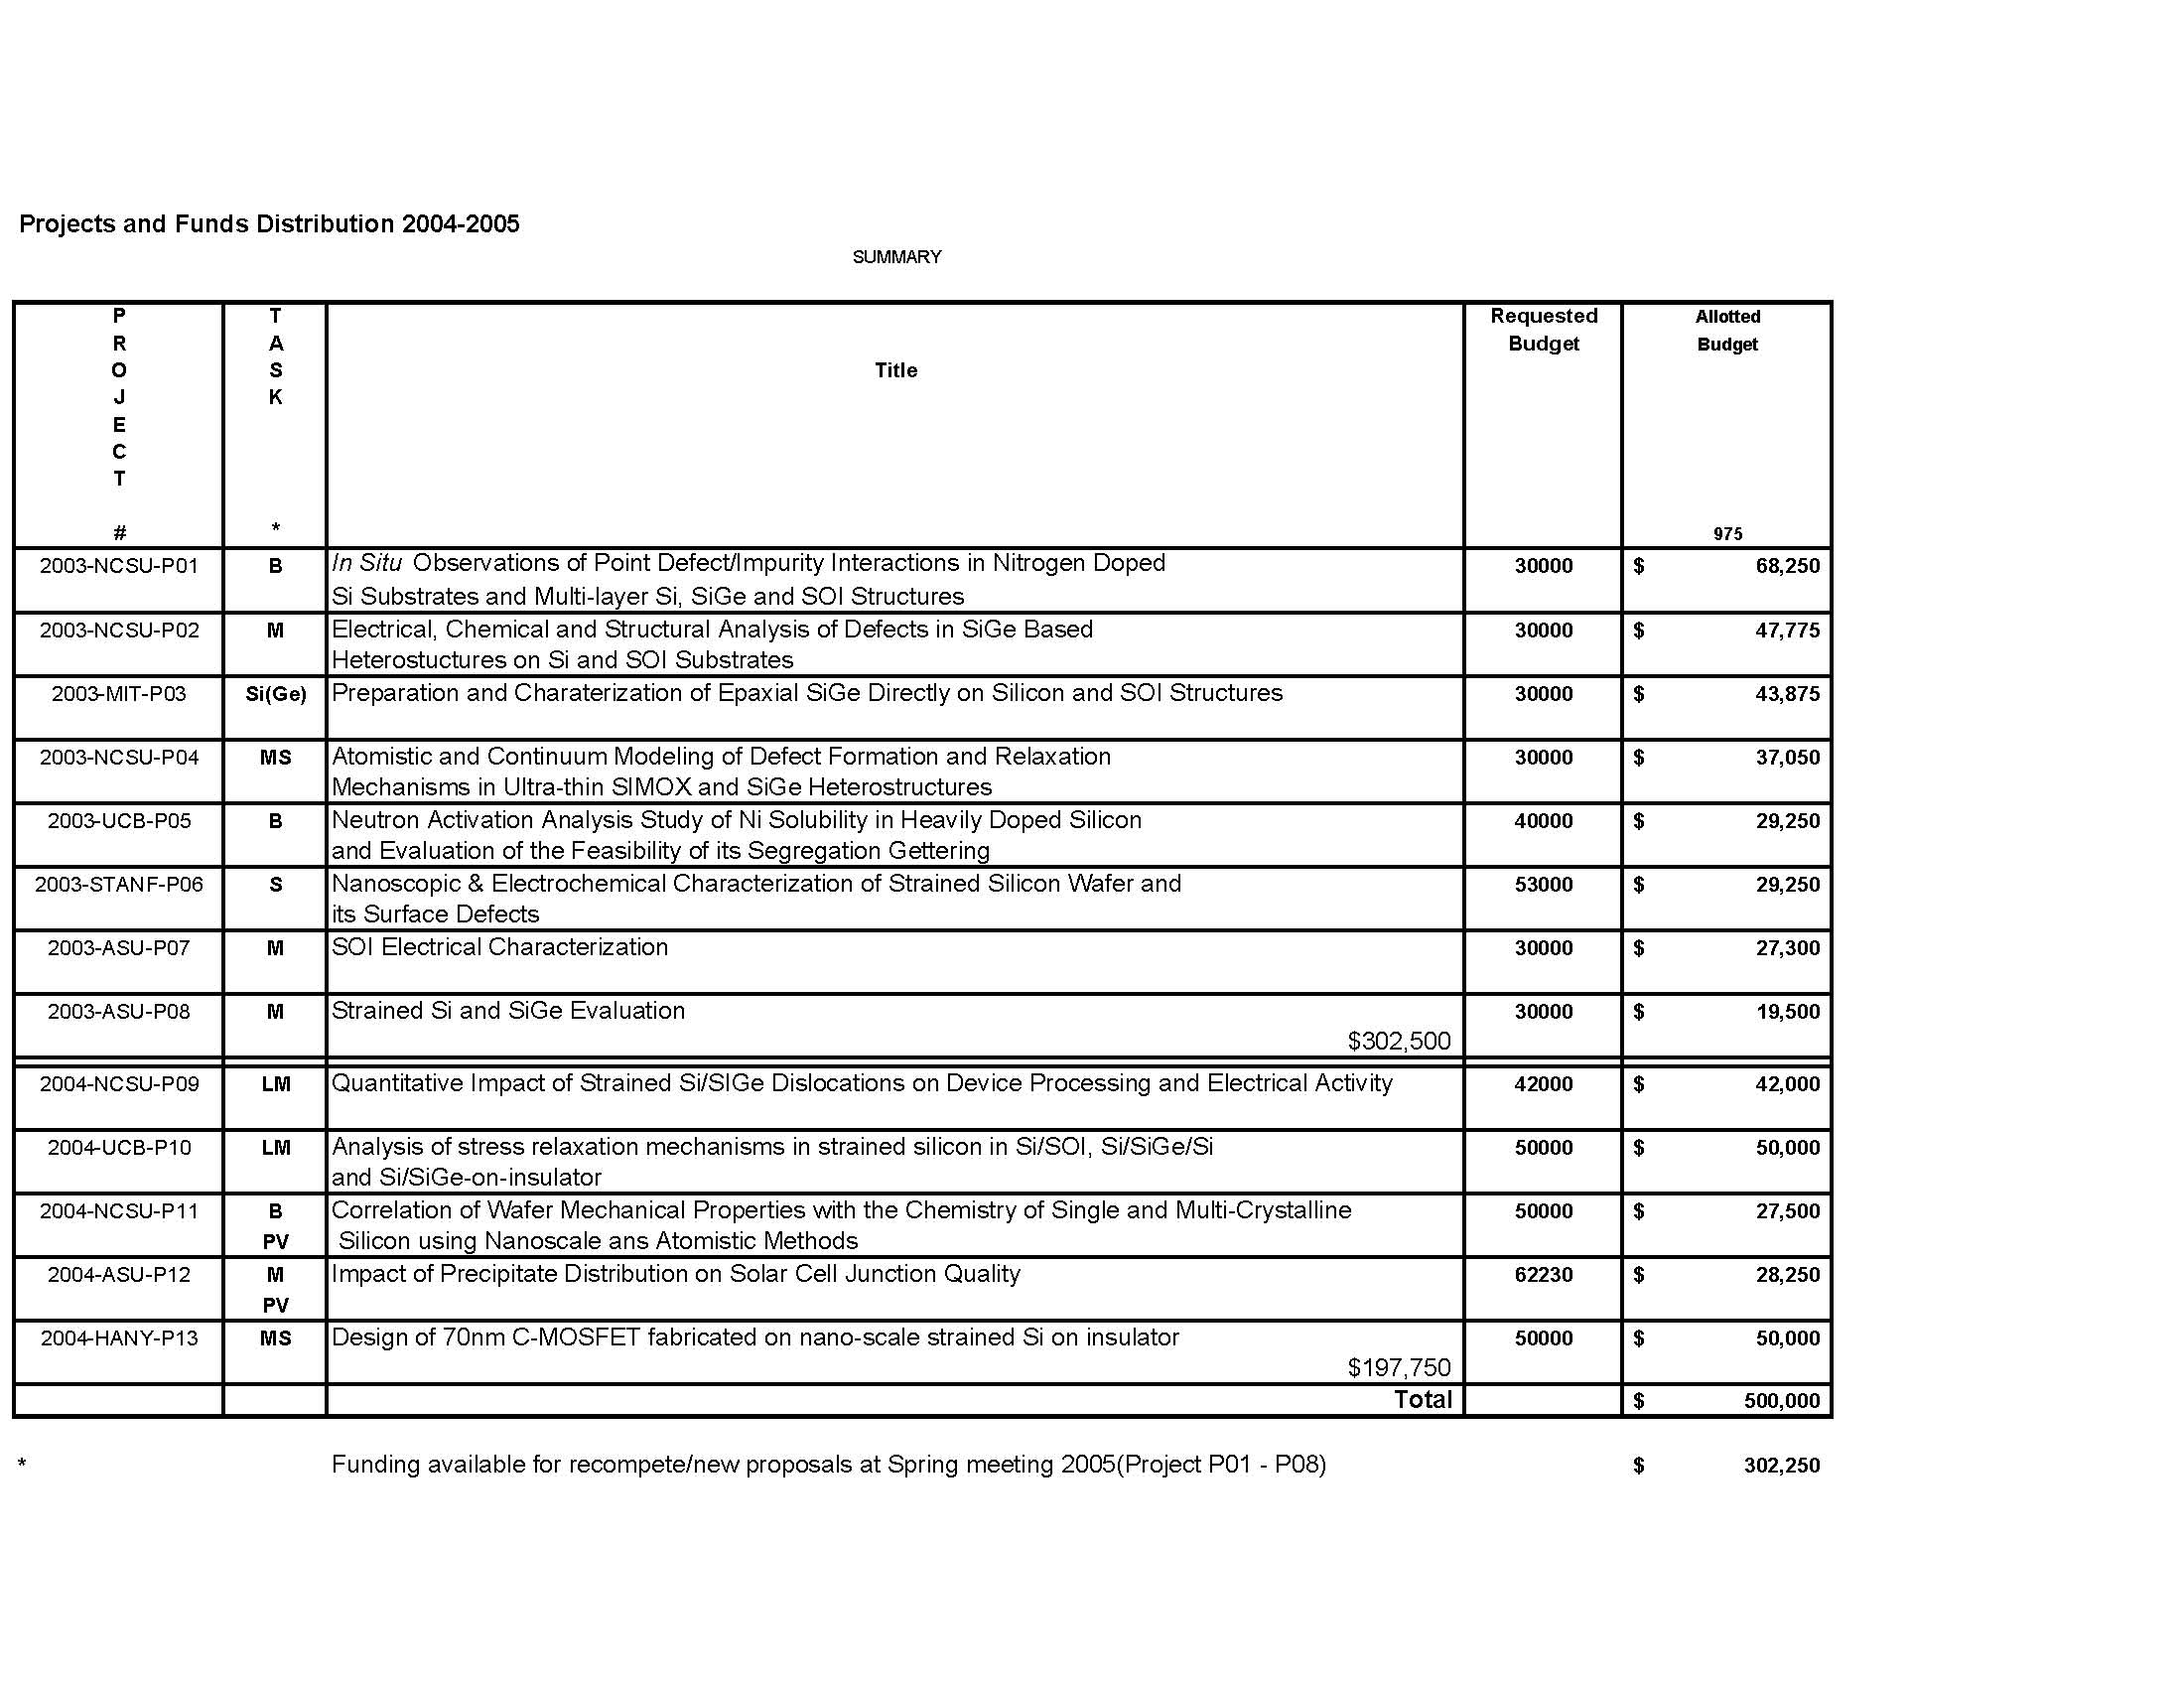 Projects and Funds Distribution 2004-2005
SUMMARY
P T Requested Allotted
R A Budget Budget
O S Title
J K
E
C
T
# * 975
2003-NCSU-P01 B In Situ Observations of Point Defect/Impurity Interactions in Nitrogen Doped 30000 $ 68,250
Si Substrates and Multi-layer Si, SiGe and SOI Structures
2003-NCSU-P02 M Electrical, Chemical and Structural Analysis of Defects in SiGe Based 30000 $ 47,775
Heterostuctures on Si and SOI Substrates
2003-MIT-P03 Si(Ge) Preparation and Charaterization of Epaxial SiGe Directly on Silicon and SOI Structures 30000 $ 43,875
2003-NCSU-P04 MS Atomistic and Continuum Modeling of Defect Formation and Relaxation 30000 $ 37,050
Mechanisms in Ultra-thin SIMOX and SiGe Heterostructures
2003-UCB-P05 B Neutron Activation Analysis Study of Ni Solubility in Heavily Doped Silicon 40000 $ 29,250
and Evaluation of the Feasibility of its Segregation Gettering
2003-STANF-P06 S Nanoscopic & Electrochemical Characterization of Strained Silicon Wafer and 53000 $ 29,250
its Surface Defects
2003-ASU-P07 M SOI Electrical Characterization 30000 $ 27,300
2003-ASU-P08 M Strained Si and SiGe Evaluation 30000 $ 19,500
$302,500
2004-NCSU-P09 LM Quantitative Impact of Strained Si/SIGe Dislocations on Device Processing and Electrical Activity 42000 $ 42,000
2004-UCB-P10 LM Analysis of stress relaxation mechanisms in strained silicon in Si/SOI, Si/SiGe/Si 50000 $ 50,000
and Si/SiGe-on-insulator
2004-NCSU-P11 B Correlation of Wafer Mechanical Properties with the Chemistry of Single and Multi-Crystalline 50000 $ 27,500
PV Silicon using Nanoscale ans Atomistic Methods
2004-ASU-P12 M Impact of Precipitate Distribution on Solar Cell Junction Quality 62230 $ 28,250
PV
2004-HANY-P13 MS Design of 70nm C-MOSFET fabricated on nano-scale strained Si on insulator 50000 $ 50,000
$197,750
Total $ 500,000
* Funding available for recompete/new proposals at Spring meeting 2005(Project P01 - P08) $ 302,250